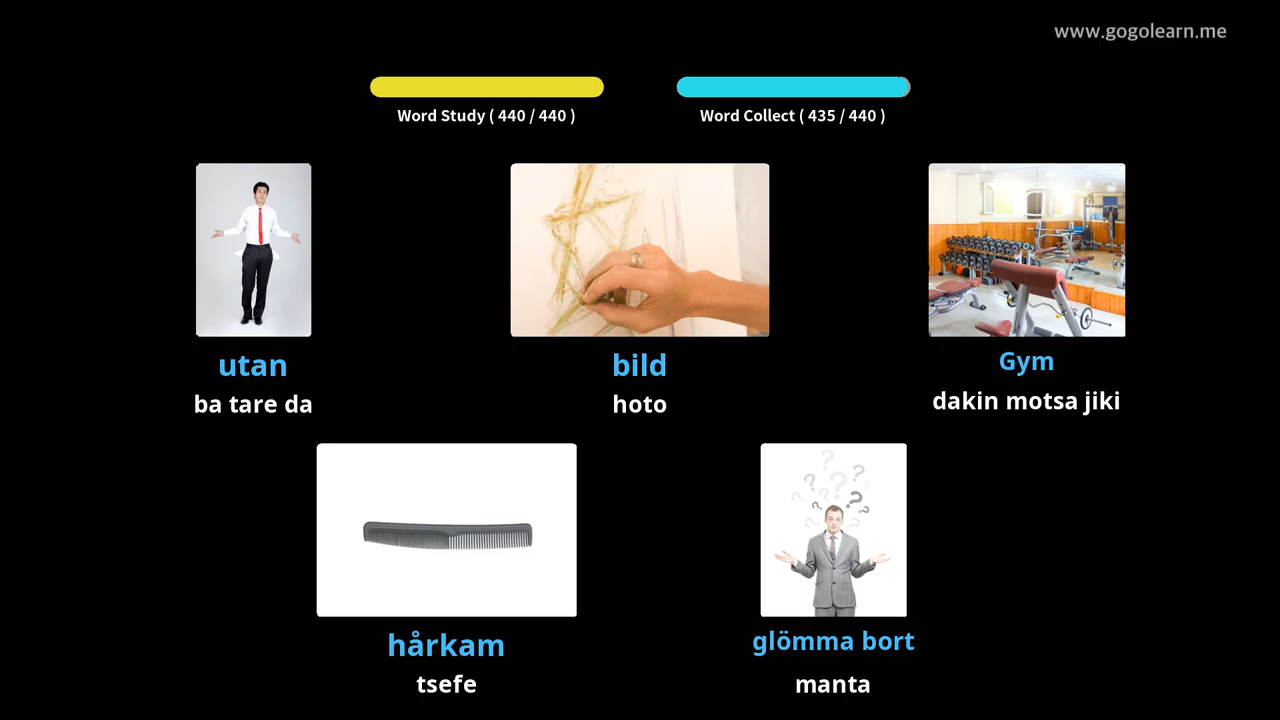 www.gogolearn.me
Word Study ( 440 / 440 )
Word Collect ( 435 / 440 )
utan
ba tare da
bild
hoto
Gym
dakin motsa jiki
hårkam
tsefe
glömma bort
manta